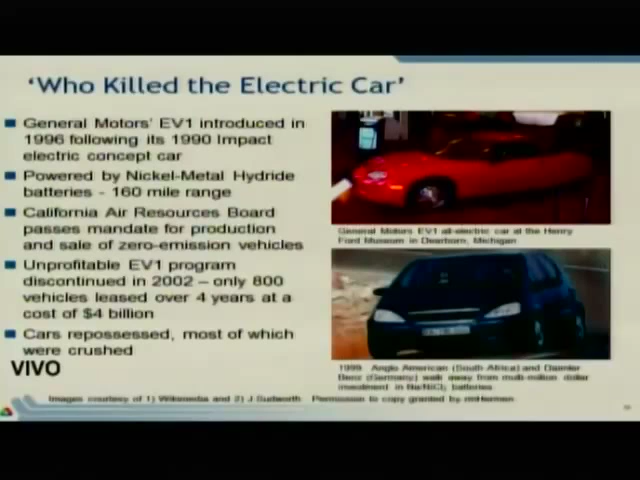 ‘Who Killed the Electric Car’
General Motors’ EV1 introduced in
1996 following its 1990 Impact
electric concept car
Powered by Nickel-Metal Hydride
batteries - 160 mile range
California Air Resources Board
passes mandate for production
and sale of zero-emission vehicles
Unprofitable EV1 program
discontinued in 2002 – only 800
vehicles leased over 4 years at a
cost of $4 billion
Cars repossessed, most of which
were crushed
VIVO
General Motors EV1 all-electric car at the Henry
Ford Museum in Dearborn, Michigan
1999 Anglo American (South Africa) and Daimler
Benz (Germany) walk away from multi-million dollar
investment in Na/NiCl2 batteries
Images courtesy of 1) Wikimedia and 2) J Sudworth Permission to copy granted by